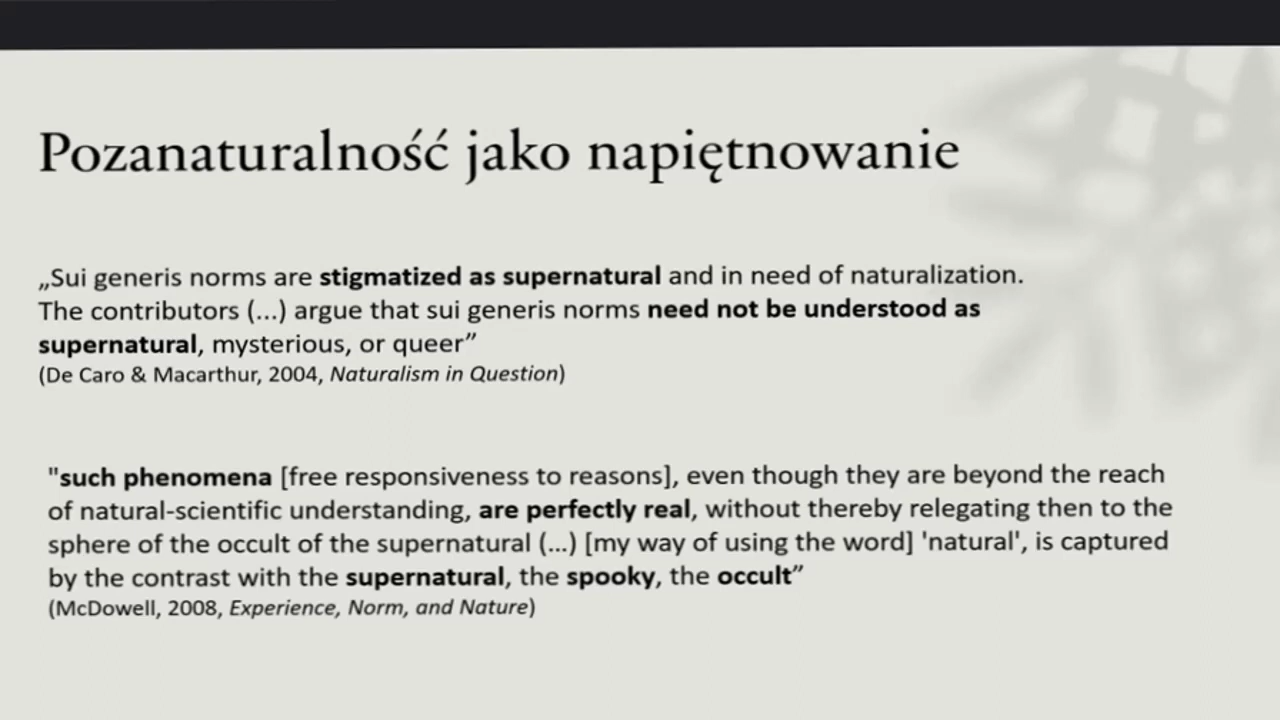 Pozanaturalność jako napiętnowanie
„Sui generis norms are stigmatized as supernatural and in need of naturalization.
The contributors (...) argue that sui generis norms need not be understood as
supernatural, mysterious, or queer”
(De Caro & Macarthur, 2004, Naturalism in Question)
"such phenomena [free responsiveness to reasons], even though they are beyond the reach
of natural-scientific understanding, are perfectly real, without thereby relegating then to the
sphere of the occult of the supernatural (...) [my way of using the word] 'natural', is captured
by the contrast with the supernatural, the spooky, the occult”
(McDowell, 2008, Experience, Norm, and Nature)